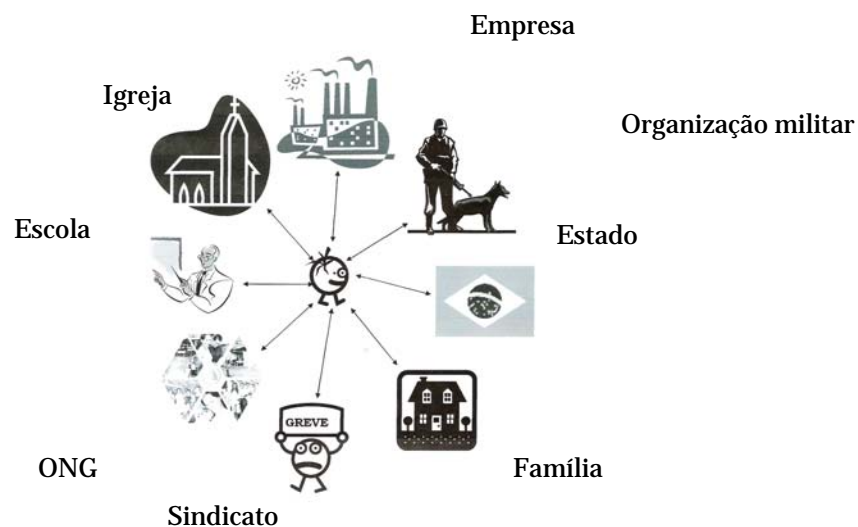 Empresa
Igreja
Organização militar
Escola
Estado
GREVE
ONG
Família
Sindicato